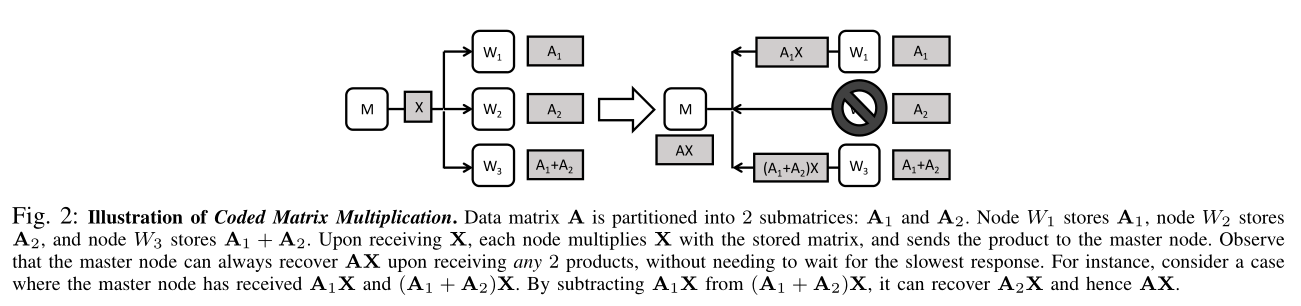 W₁ A₁ A₁X W₁ A₁
M X W₂ A₂ M A₂
AX
W₃ A₁+A₂ (A₁+A₂)X W₃ A₁+A₂
Fig. 2: Illustration of Coded Matrix Multiplication. Data matrix A is partitioned into 2 submatrices: A₁ and A₂. Node W₁ stores A₁, node W₂ stores
A₂, and node W₃ stores A₁ + A₂. Upon receiving X, each node multiplies X with the stored matrix, and sends the product to the master node. Observe
that the master node can always recover AX upon receiving any 2 products, without needing to wait for the slowest response. For instance, consider a case
where the master node has received A₁X and (A₁ + A₂)X. By subtracting A₁X from (A₁ + A₂)X, it can recover A₂X and hence AX.